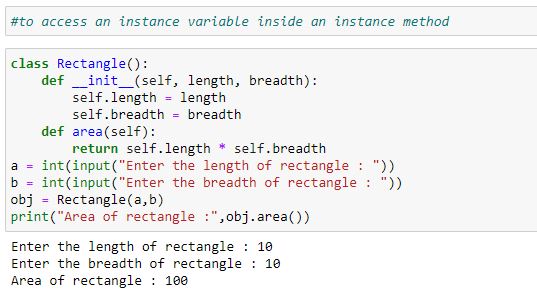 #to access an instance variable inside an instance method
class Rectangle():
    def __init__(self, length, breadth):
        self.length = length
        self.breadth = breadth
    def area(self):
        return self.length * self.breadth
a = int(input("Enter the length of rectangle : "))
b = int(input("Enter the breadth of rectangle : "))
obj = Rectangle(a,b)
print("Area of rectangle :",obj.area())
Enter the length of rectangle : 10
Enter the breadth of rectangle : 10
Area of rectangle : 100